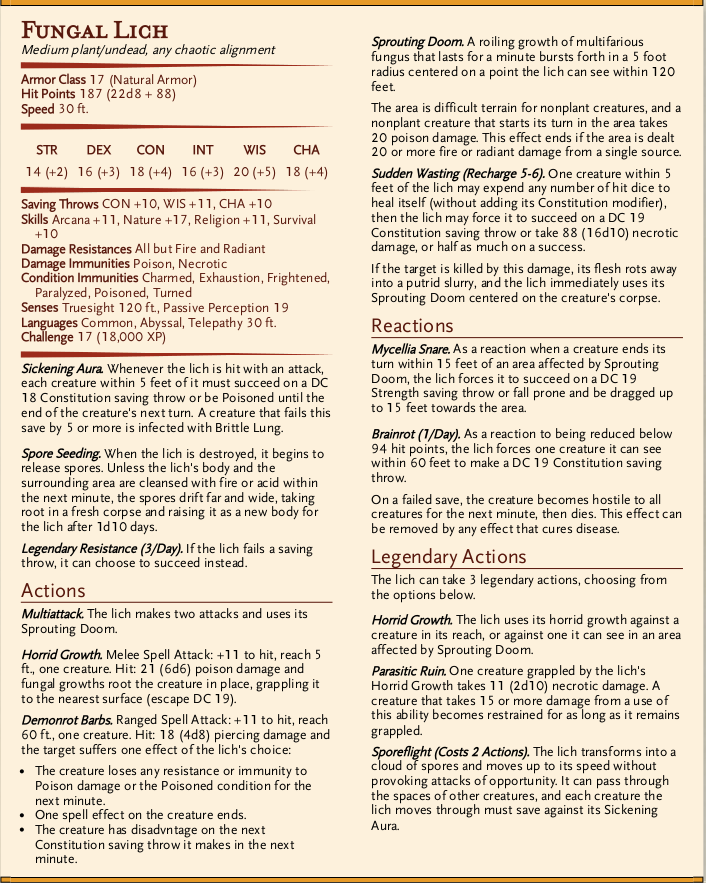 Fungal Lich
Medium plant/undead, any chaotic alignment
Armor Class 17 (Natural Armor)
Hit Points 187 (22d8 + 88)
Speed 30 ft.
STR DEX CON INT WIS CHA
14 (+2) 16 (+3) 18 (+4) 16 (+3) 20 (+5) 18 (+4)
Saving Throws CON +10, WIS +11, CHA +10
Skills Arcana +11, Nature +17, Religion +11, Survival
+10
Damage Resistances All but Fire and Radiant
Damage Immunities Poison, Necrotic
Condition Immunities Charmed, Exhaustion, Frightened,
Paralyzed, Poisoned, Turned
Senses Truesight 120 ft., Passive Perception 19
Languages Common, Abyssal, Telepathy 30 ft.
Challenge 17 (18,000 XP)
Sickening Aura. Whenever the lich is hit with an attack,
each creature within 5 feet of it must succeed on a DC
18 Constitution saving throw or be Poisoned until the
end of the creature's next turn. A creature that fails this
save by 5 or more is infected with Brittle Lung.
Spore Seeding. When the lich is destroyed, it begins to
release spores. Unless the lich's body and the
surrounding area are cleansed with fire or acid within
the next minute, the spores drift far and wide, taking
root in a fresh corpse and raising it as a new body for
the lich after 1d10 days.
Legendary Resistance (3/Day). If the lich fails a saving
throw, it can choose to succeed instead.
Actions
Multiattack. The lich makes two attacks and uses its
Sprouting Doom.
Horrid Growth. Melee Spell Attack: +11 to hit, reach 5
ft., one creature. Hit: 21 (6d6) poison damage and
fungal growths root the creature in place, grappling it
to the nearest surface (escape DC 19).
Demonrot Barbs. Ranged Spell Attack: +11 to hit, reach
60 ft., one creature. Hit: 18 (4d8) piercing damage and
the target suffers one effect of the lich's choice:
• The creature loses any resistance or immunity to
Poison damage or the Poisoned condition for the
next minute.
• One spell effect on the creature ends.
• The creature has disadvntage on the next
Constitution saving throw it makes in the next
minute.
Sprouting Doom. A roiling growth of multifarious
fungus that lasts for a minute bursts forth in a 5 foot
radius centered on a point the lich can see within 120
feet.
The area is difficult terrain for nonplant creatures, and a
nonplant creature that starts its turn in the area takes
20 poison damage. This effect ends if the area is dealt
20 or more fire or radiant damage from a single source.
Sudden Wasting (Recharge 5-6). One creature within 5
feet of the lich may expend any number of hit dice to
heal itself (without adding its Constitution modifier),
then the lich may force it to succeed on a DC 19
Constitution saving throw or take 88 (16d10) necrotic
damage, or half as much on a success.
If the target is killed by this damage, its flesh rots away
into a putrid slurry, and the lich immediately uses its
Sprouting Doom centered on the creature's corpse.
Reactions
Mycellia Snare. As a reaction when a creature ends its
turn within 15 feet of an area affected by Sprouting
Doom, the lich forces it to succeed on a DC 19
Strength saving throw or fall prone and be dragged up
to 15 feet towards the area.
Brainrot (1/Day). As a reaction to being reduced below
94 hit points, the lich forces one creature it can see
within 60 feet to make a DC 19 Constitution saving
throw.
On a failed save, the creature becomes hostile to all
creatures for the next minute, then dies. This effect can
be removed by any effect that cures disease.
Legendary Actions
The lich can take 3 legendary actions, choosing from
the options below.
Horrid Growth. The lich uses its horrid growth against a
creature in its reach, or against one it can see in an area
affected by Sprouting Doom.
Parasitic Ruin. One creature grappled by the lich's
Horrid Growth takes 11 (2d10) necrotic damage. A
creature that takes 15 or more damage from a use of
this ability becomes restrained for as long as it remains
grappled.
Sporeflight (Costs 2 Actions). The lich transforms into a
cloud of spores and moves up to its speed without
provoking attacks of opportunity. It can pass through
the spaces of other creatures, and each creature the
lich moves through must save against its Sickening
Aura.